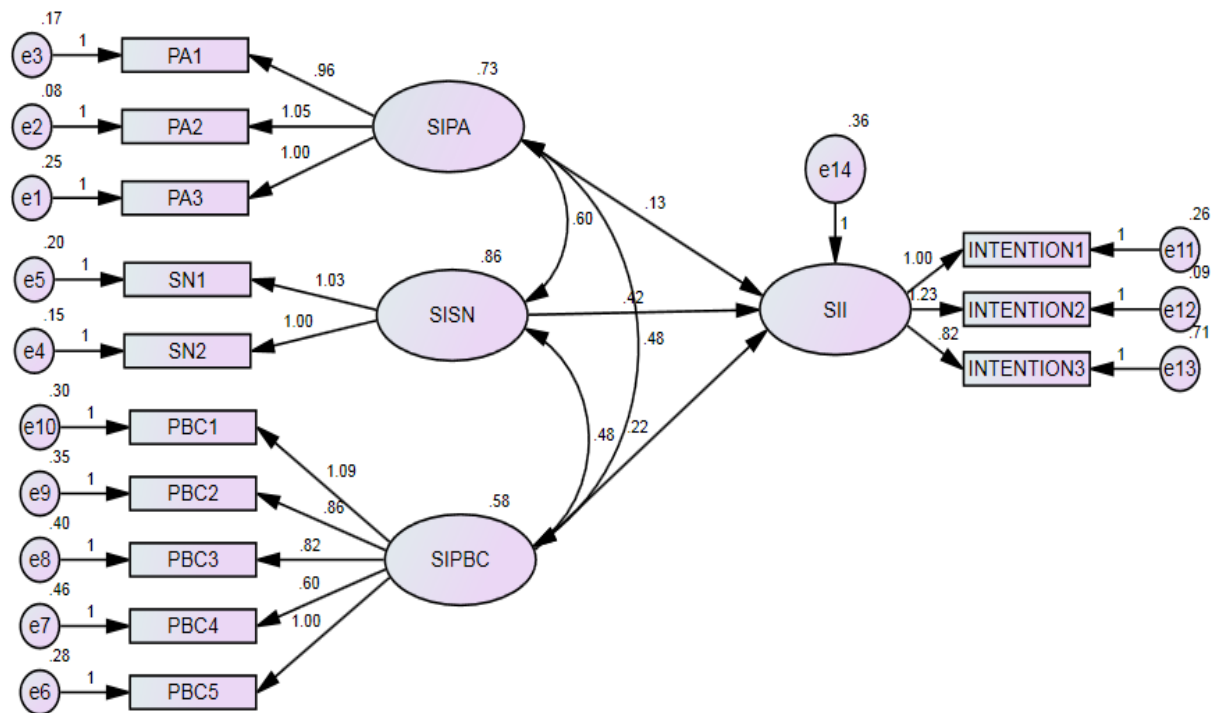 .17
e3 1 PA1
.96
.08
e2 1 PA2
1.05
.25
e1 1 PA3
1.00
.73
SIPA
.20
e5 1 SN1
1.03
.15
e4 1 SN2
1.00
.86
SISN
.30
e10 1 PBC1
1.09
.35
e9 1 PBC2
.86
.40
e8 1 PBC3
.82
.46
e7 1 PBC4
.60
.28
e6 1 PBC5
1.00
.58
SIPBC
.60
.48
.48
.13
.42
.22
.36
e14
1
SII
1.00 INTENTION1 1 e11 .26
1.23 INTENTION2 1 e12 .09
.82 INTENTION3 1 e13 .71